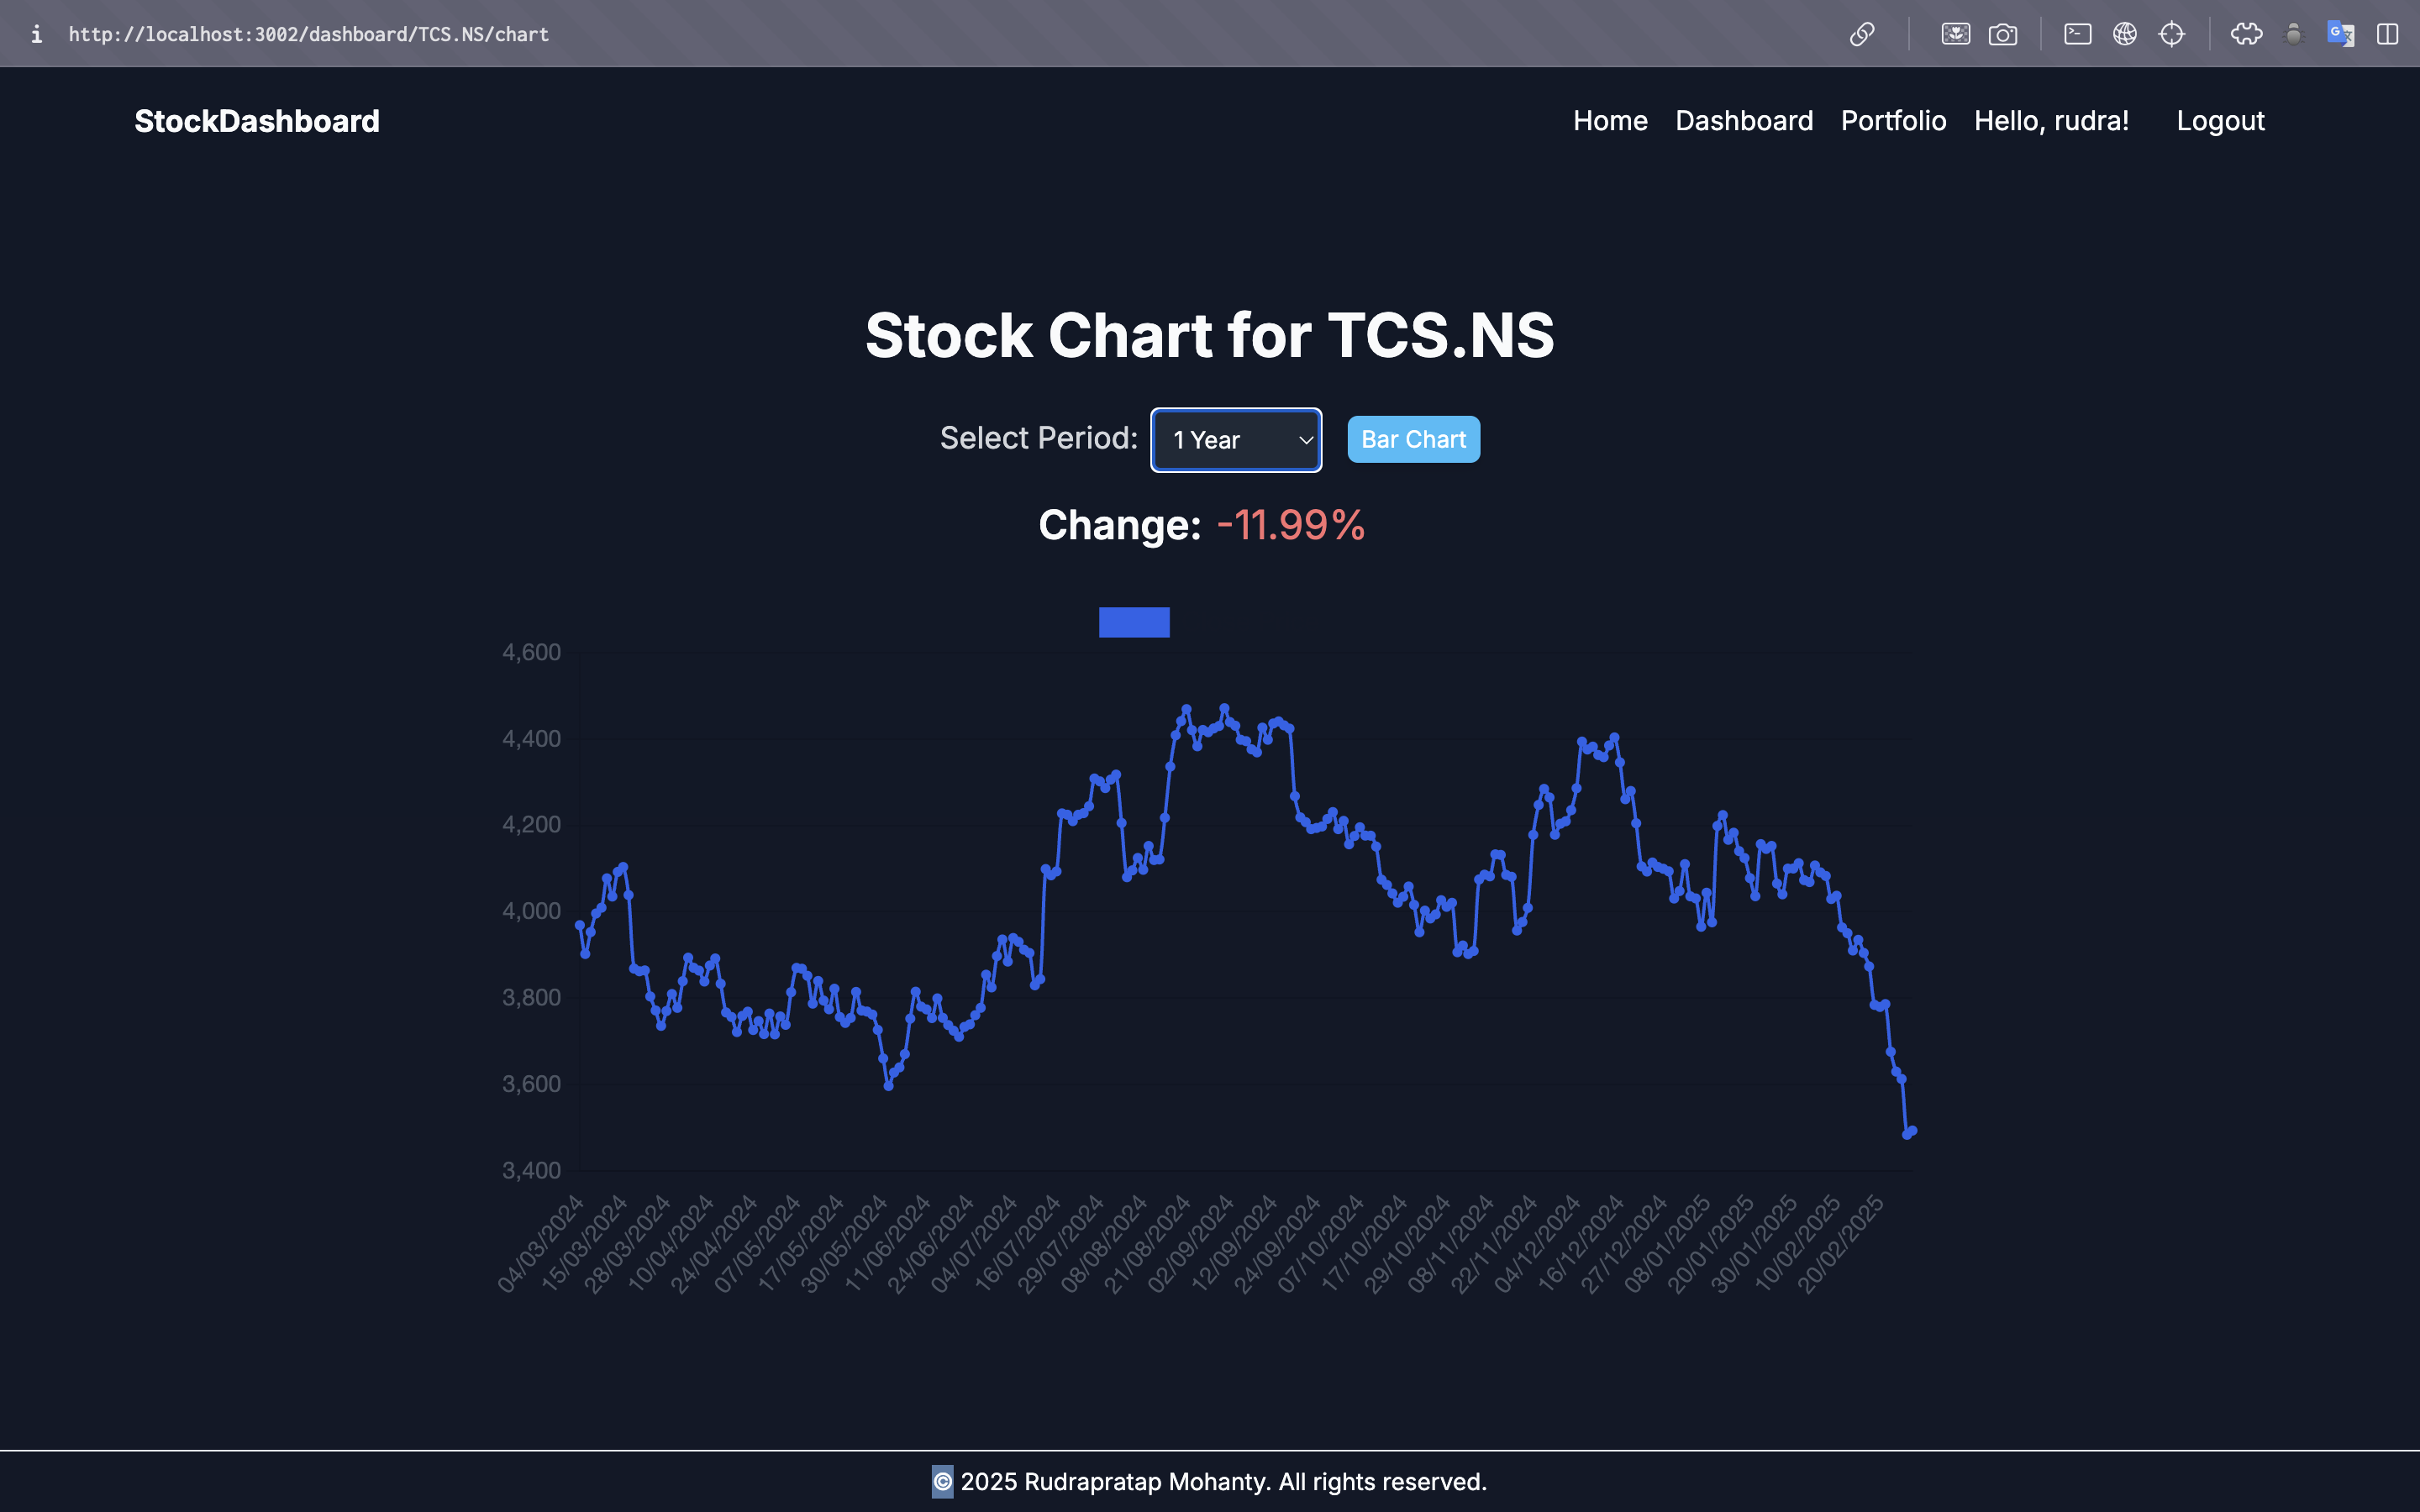 i http://localhost:3002/dashboard/TCS.NS/chart
StockDashboard Home Dashboard Portfolio Hello, rudra! Logout
Stock Chart for TCS.NS
Select Period: 1 Year Bar Chart
Change: -11.99%
4,600
4,400
4,200
4,000
3,800
3,600
3,400
04/03/2024 15/03/2024 28/03/2024 10/04/2024 24/04/2024 07/05/2024 17/05/2024 30/05/2024 11/06/2024 24/06/2024 04/07/2024 16/07/2024 29/07/2024 08/08/2024 21/08/2024 02/09/2024 12/09/2024 24/09/2024 07/10/2024 17/10/2024 29/10/2024 08/11/2024 22/11/2024 04/12/2024 16/12/2024 27/12/2024 08/01/2025 20/01/2025 30/01/2025 10/02/2025 20/02/2025
© 2025 Rudrapratap Mohanty. All rights reserved.